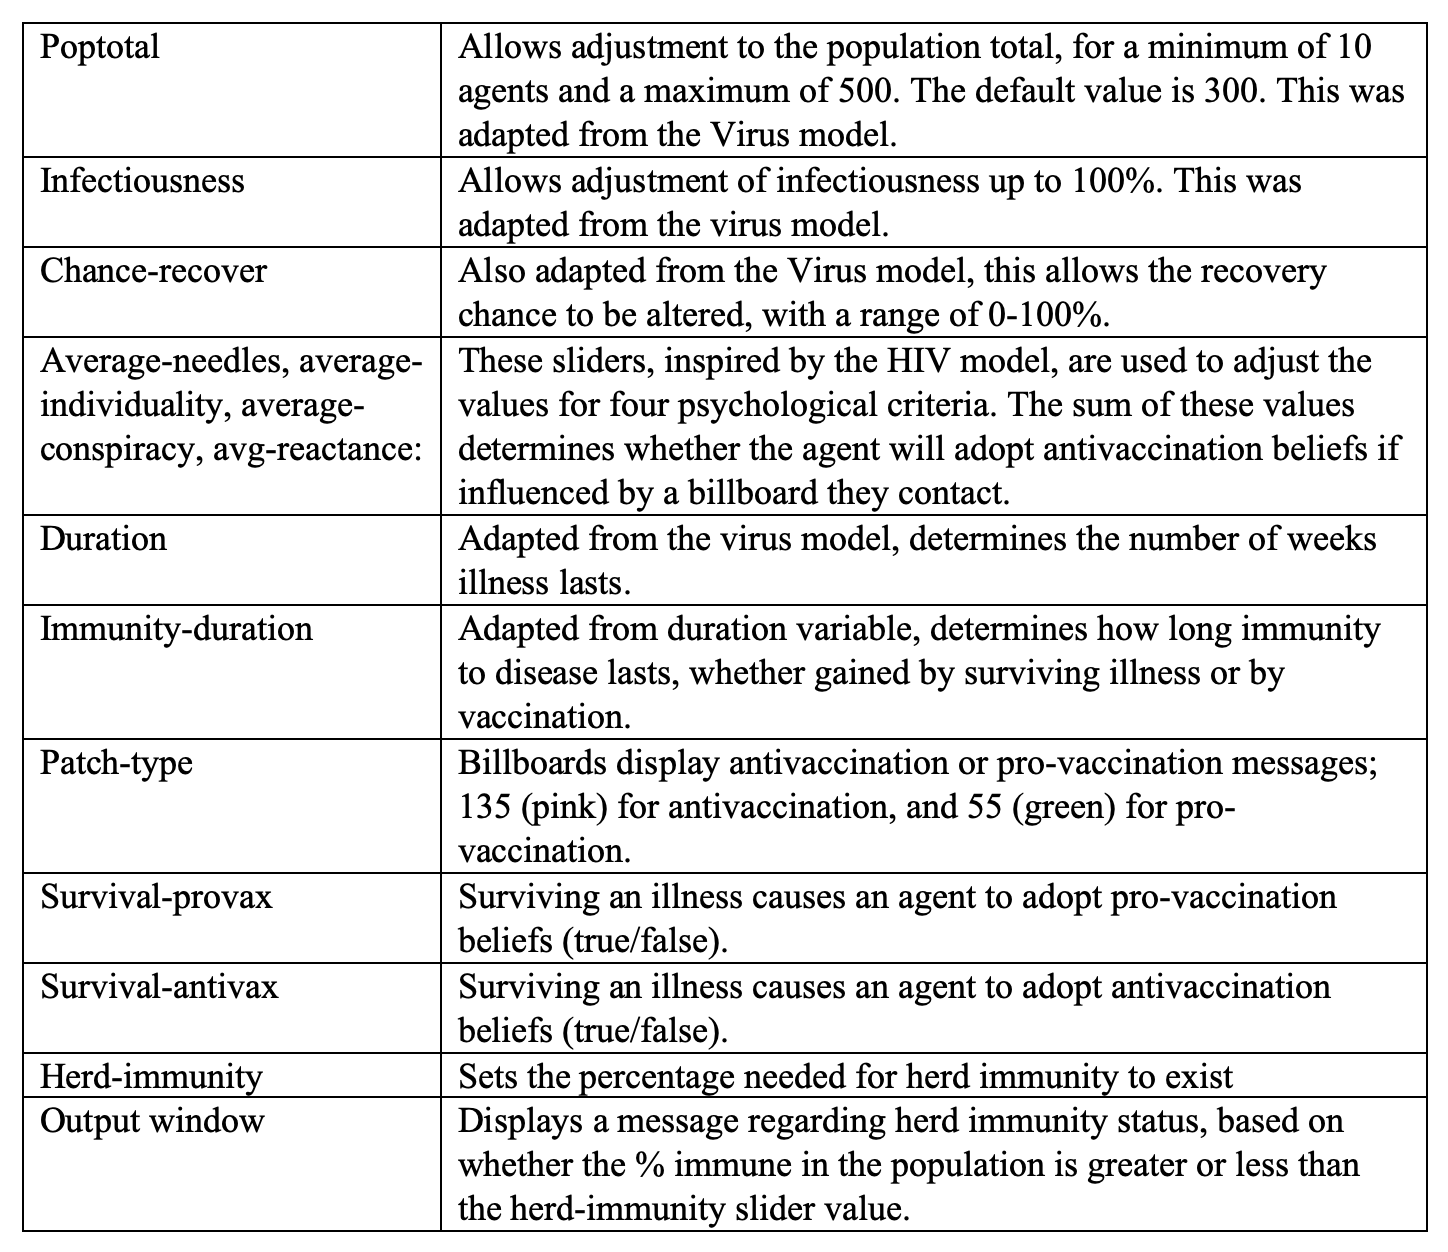 Poptotal
Allows adjustment to the population total, for a minimum of 10
agents and a maximum of 500. The default value is 300. This was
adapted from the Virus model.
Infectiousness
Allows adjustment of infectiousness up to 100%. This was
adapted from the virus model.
Chance-recover
Also adapted from the Virus model, this allows the recovery
chance to be altered, with a range of 0-100%.
Average-needles, average-
individuality, average-
conspiracy, avg-reactance:
These sliders, inspired by the HIV model, are used to adjust the
values for four psychological criteria. The sum of these values
determines whether the agent will adopt antivaccination beliefs if
influenced by a billboard they contact.
Duration
Adapted from the virus model, determines the number of weeks
illness lasts.
Immunity-duration
Adapted from duration variable, determines how long immunity
to disease lasts, whether gained by surviving illness or by
vaccination.
Patch-type
Billboards display antivaccination or pro-vaccination messages;
135 (pink) for antivaccination, and 55 (green) for pro-
vaccination.
Survival-provax
Surviving an illness causes an agent to adopt pro-vaccination
beliefs (true/false).
Survival-antivax
Surviving an illness causes an agent to adopt antivaccination
beliefs (true/false).
Herd-immunity
Sets the percentage needed for herd immunity to exist
Output window
Displays a message regarding herd immunity status, based on
whether the % immune in the population is greater or less than
the herd-immunity slider value.